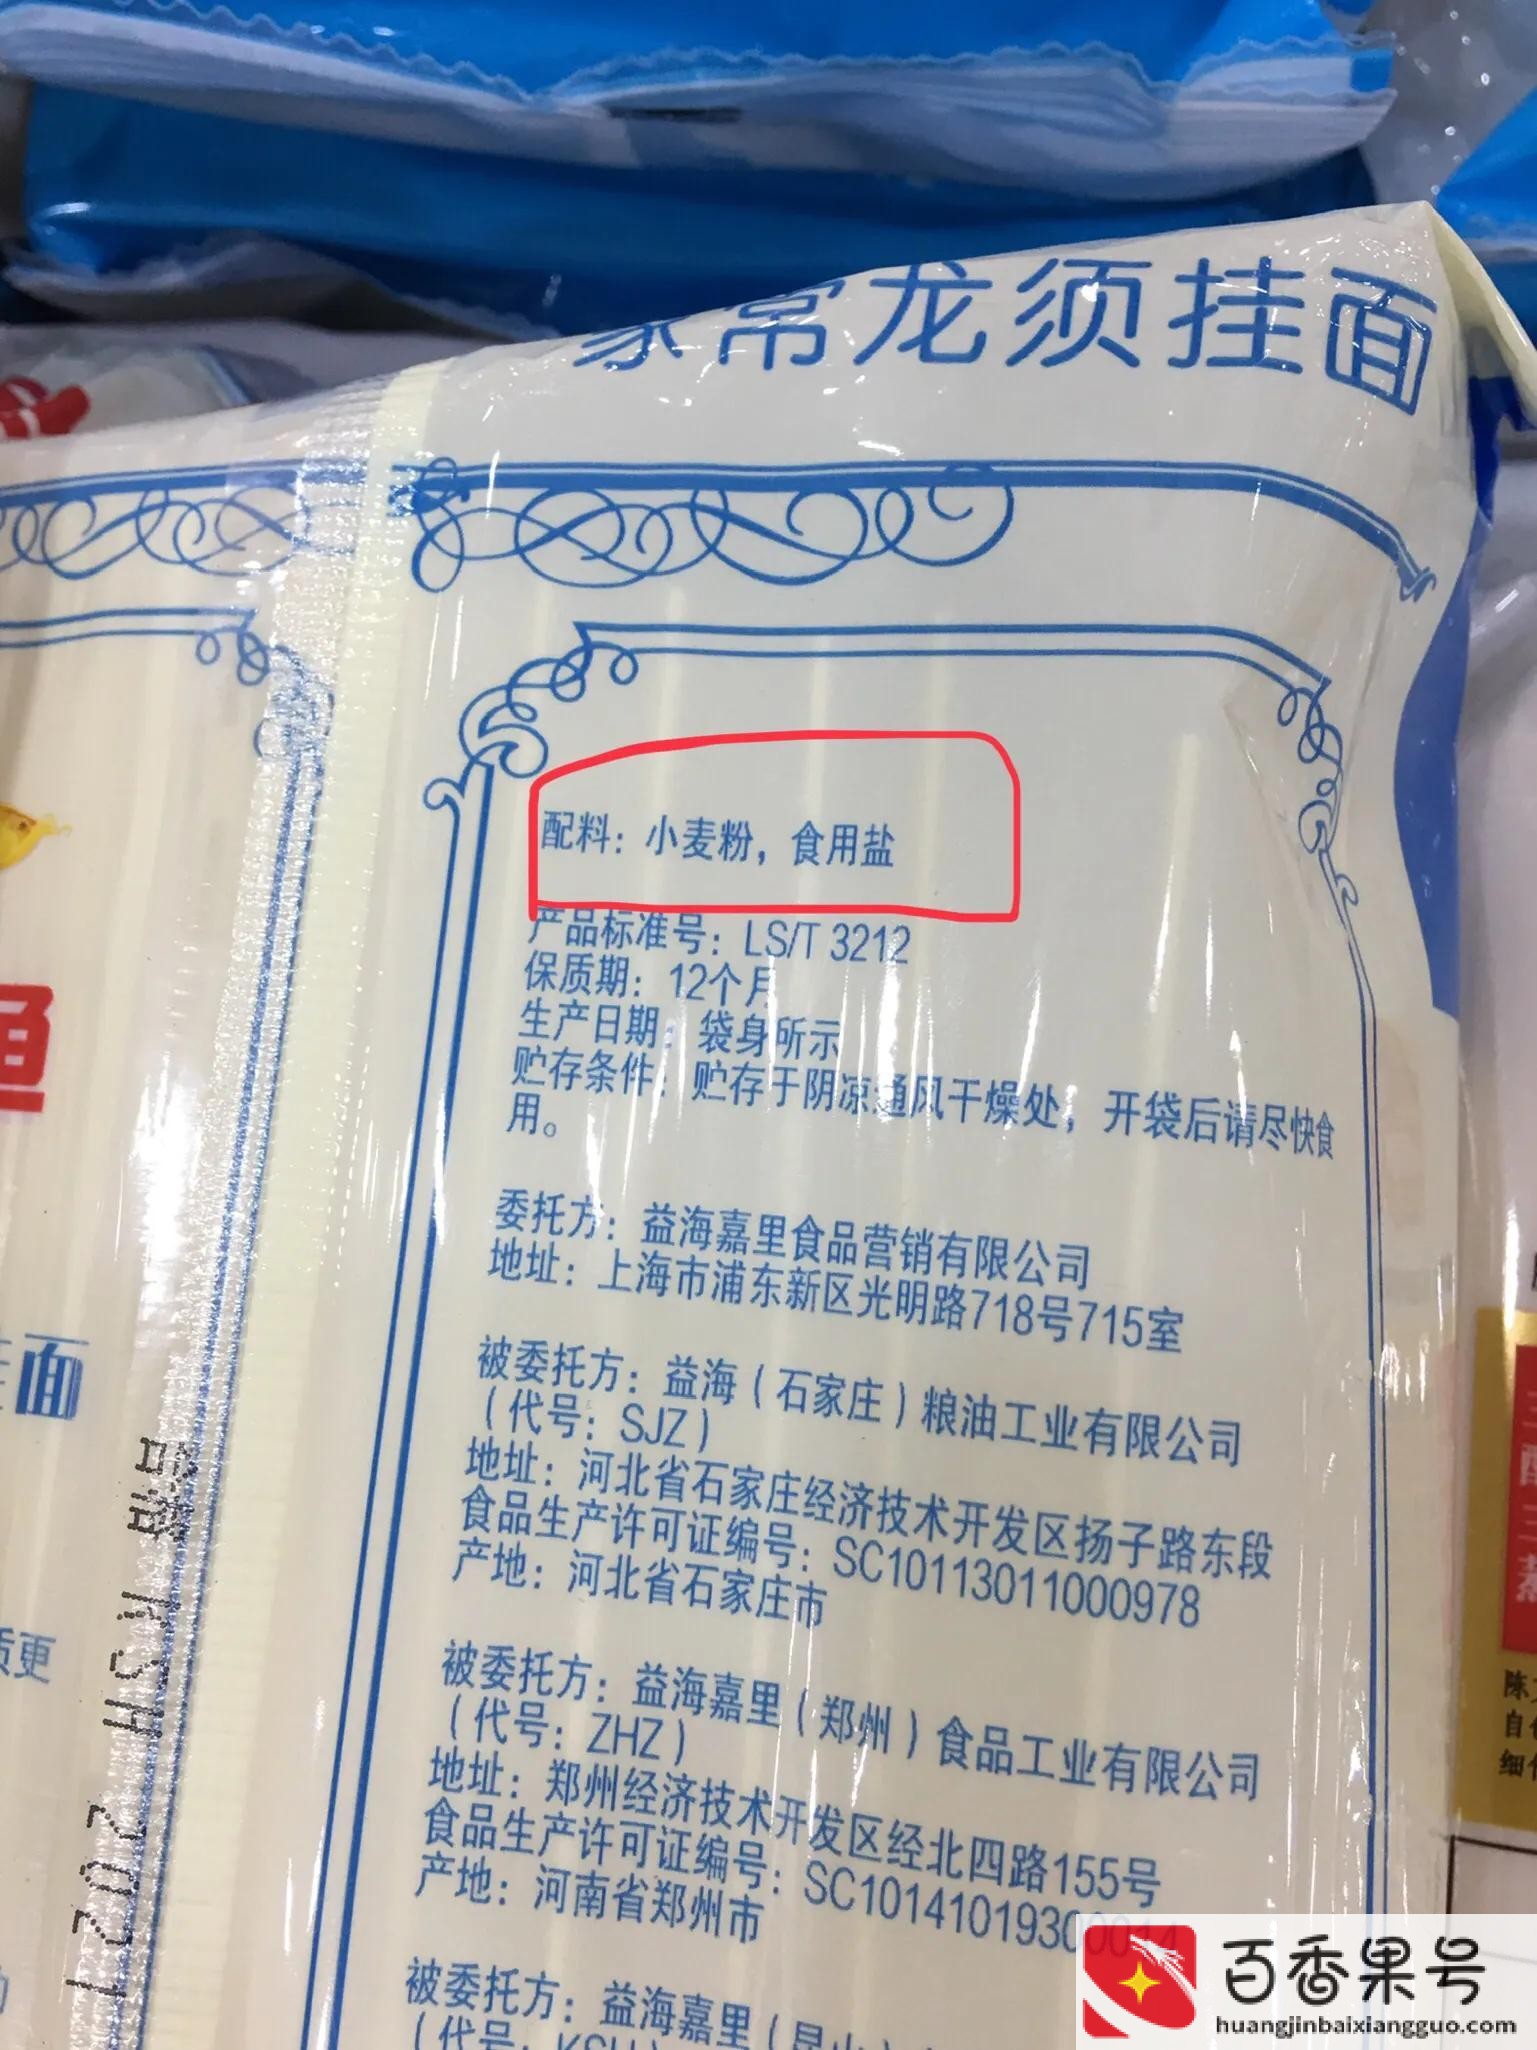 家常龙须挂面
配料：小麦粉，食用盐
产品标准号：LS/T 3212
保质期：12个月
生产日期：袋身所示
贮存条件：贮存于阴凉通风干燥处，开袋后请尽快食
用。
委托方：益海嘉里食品营销有限公司
地址：上海市浦东新区光明路718号715室
被委托方：益海（石家庄）粮油工业有限公司
（代号：SJZ）
地址：河北省石家庄经济技术开发区扬子路东段
食品生产许可证编号：SC10113011000978
产地：河北省石家庄市
被委托方：益海嘉里（郑州）食品工业有限公司
（代号：ZHZ）
地址：郑州经济技术开发区经北四路155号
食品生产许可证编号：SC10141019300014
产地：河南省郑州市
被委托方：益海嘉里（昆山）
（代号：KSH）
面
质更
2021
陈
自
细
百香果号
huangjinbaixiangguo.com